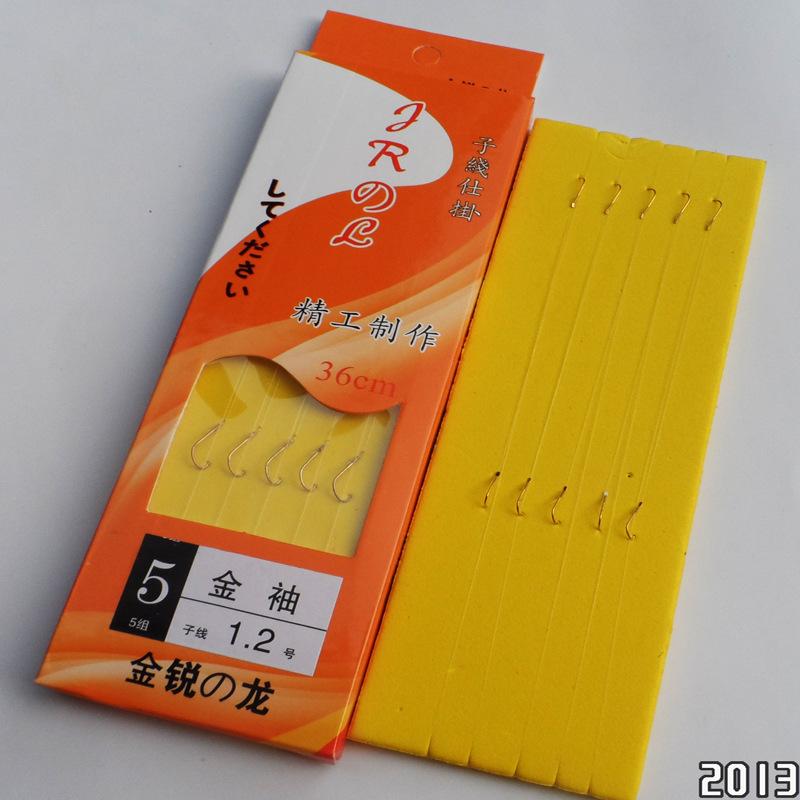 JRのL
子綫仕掛
してください
精工制作
36cm
5
5组
金 袖
子线 1.2 号
金锐の龙
2013